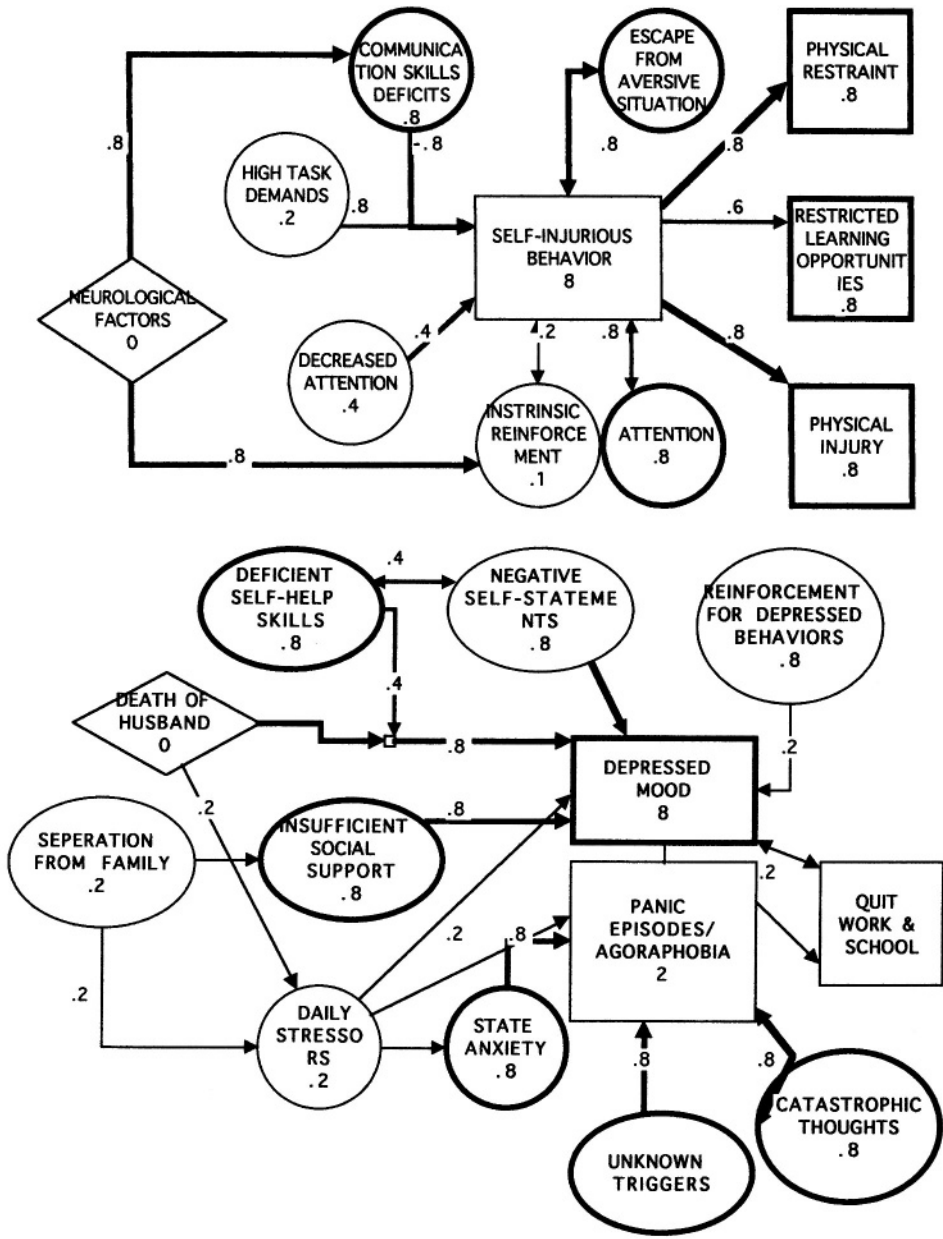 COMMUNICA
TION SKILLS
DEFICITS
.8
ESCAPE
FROM
AVERSIVE
SITUATION
PHYSICAL
RESTRAINT
.8
.8
-.8
.8
.8
HIGH TASK
DEMANDS
.2
.8
SELF-INJURIOUS
BEHAVIOR
8
.6
RESTRICTED
LEARNING
OPPORTUNIT
IES
.8
NEUROLOGICAL
FACTORS
0
DECREASED
ATTENTION
.4
.4
.2
.8
.8
INSTRINSIC
REINFORCE
MENT
.1
ATTENTION
.8
PHYSICAL
INJURY
.8
.8
DEFICIENT
SELF-HELP
SKILLS
.8
.4
NEGATIVE
SELF-STATEME
NTS
.8
REINFORCEMENT
FOR DEPRESSED
BEHAVIORS
.8
.4
DEATH OF
HUSBAND
0
.8
.2
DEPRESSED
MOOD
8
.2
SEPERATION
FROM FAMILY
.2
INSUFFICIENT
SOCIAL
SUPPORT
.8
.8
.2
PANIC
EPISODES/
AGORAPHOBIA
2
QUIT
WORK &
SCHOOL
.2
.8
.2
DAILY
STRESSO
RS
.2
STATE
ANXIETY
.8
.8
.8
CATASTROPHIC
THOUGHTS
.8
UNKNOWN
TRIGGERS